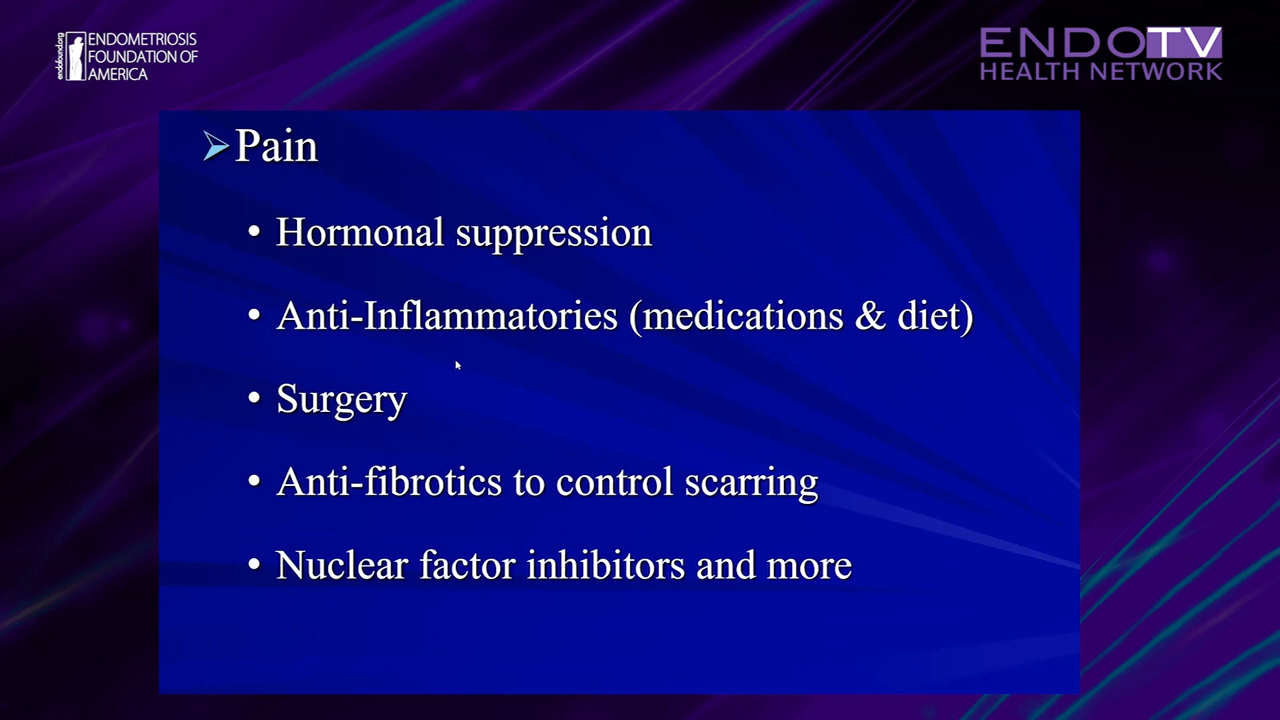 endofound.org
ENDOMETRIOSIS
FOUNDATION OF
AMERICA
ENDOTV
HEALTH NETWORK
Pain
• Hormonal suppression
• Anti-Inflammatories (medications & diet)
• Surgery
• Anti-fibrotics to control scarring
• Nuclear factor inhibitors and more